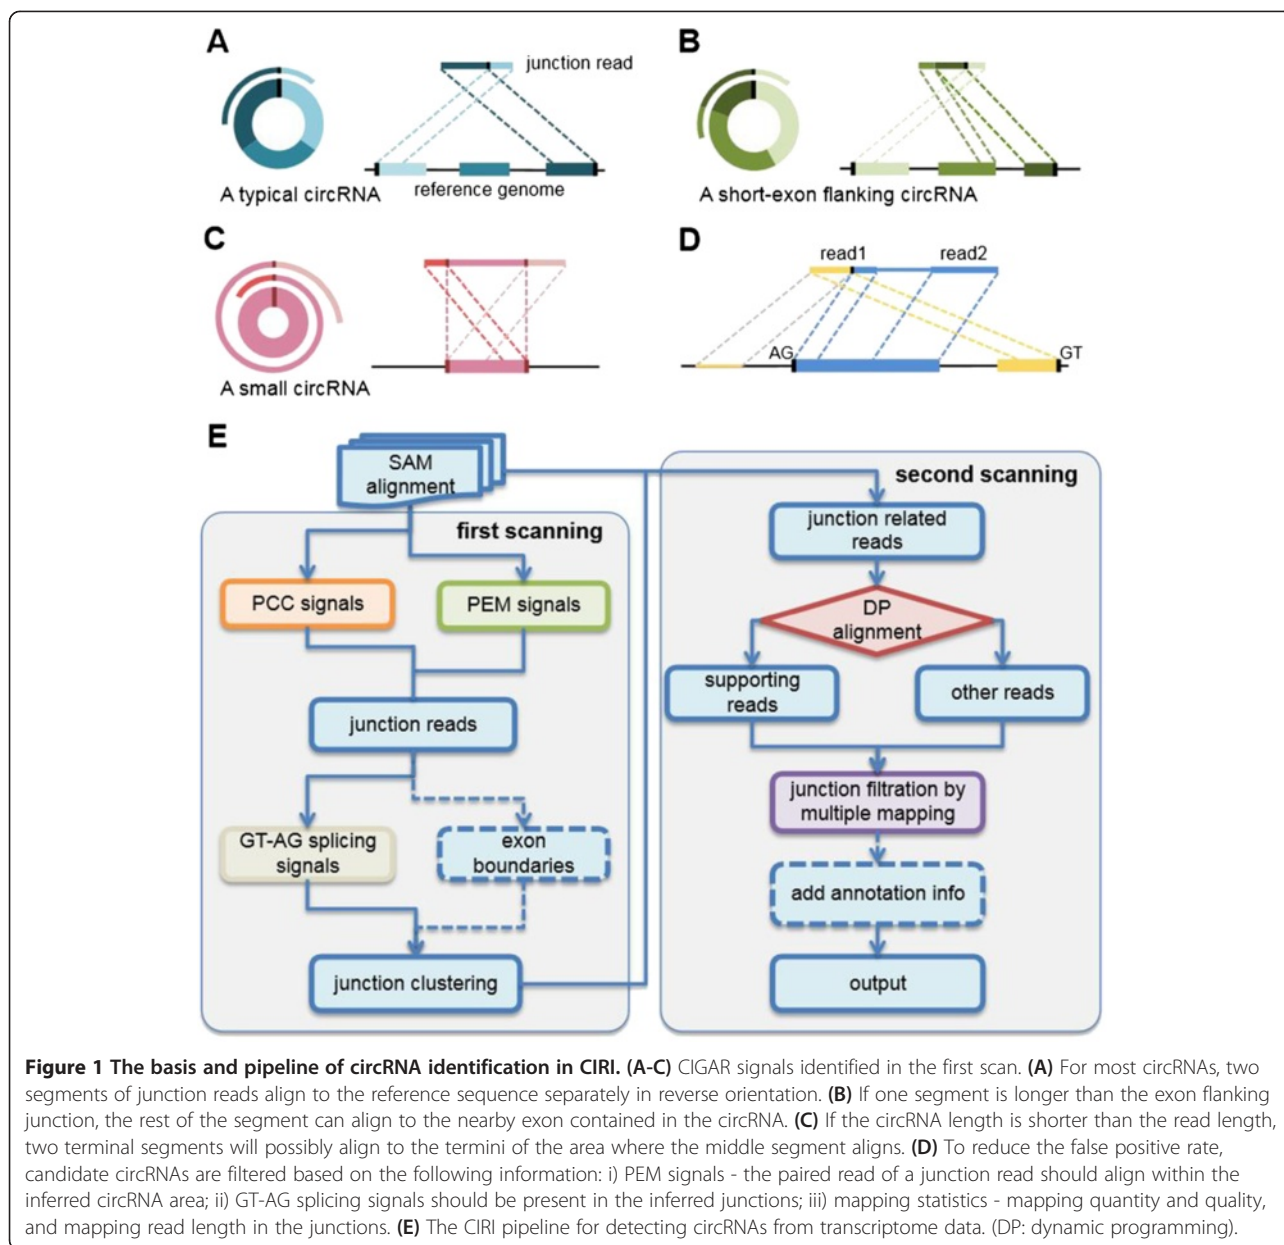 A
junction read
reference genome
A typical circRNA
B
A short-exon flanking circRNA
C
A small circRNA
D
read1
read2
AG
GT
E
SAM
alignment
first scanning
PCC signals
PEM signals
junction reads
GT-AG splicing
signals
exon
boundaries
junction clustering
second scanning
junction related
reads
DP
alignment
supporting
reads
other reads
junction filtration by
multiple mapping
add annotation info
output
Figure 1 The basis and pipeline of circRNA identification in CIRI. (A-C) CIGAR signals identified in the first scan. (A) For most circRNAs, two
segments of junction reads align to the reference sequence separately in reverse orientation. (B) If one segment is longer than the exon flanking
junction, the rest of the segment can align to the nearby exon contained in the circRNA. (C) If the circRNA length is shorter than the read length,
two terminal segments will possibly align to the termini of the area where the middle segment aligns. (D) To reduce the false positive rate,
candidate circRNAs are filtered based on the following information: i) PEM signals - the paired read of a junction read should align within the
inferred circRNA area; ii) GT-AG splicing signals should be present in the inferred junctions; iii) mapping statistics - mapping quantity and quality,
and mapping read length in the junctions. (E) The CIRI pipeline for detecting circRNAs from transcriptome data. (DP: dynamic programming).